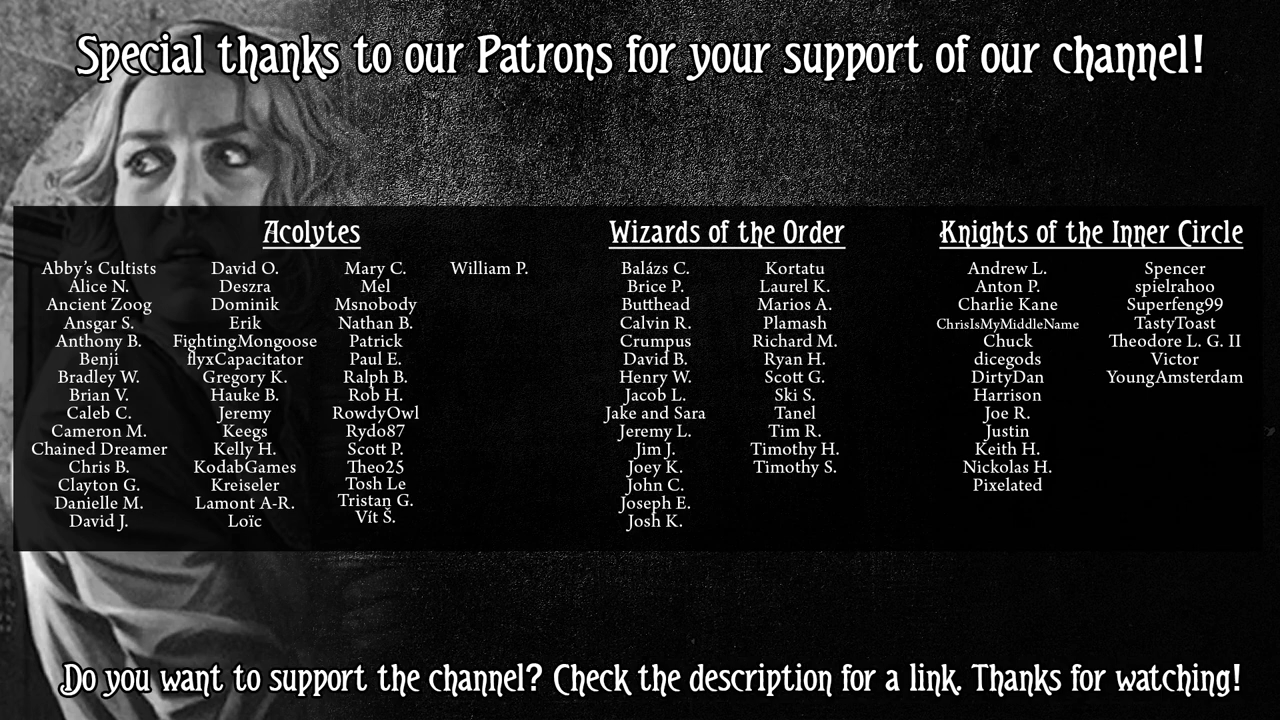 Special thanks to our Patrons for your support of our channel!
Acolytes
Abby's Cultists
Alice N.
Ancient Zoog
Ansgar S.
Anthony B.
Benji
Bradley W.
Brian V.
Caleb C.
Cameron M.
Chained Dreamer
Chris B.
Clayton G.
Danielle M.
David J.
David O.
Deszra
Dominik
Erik
FightingMongoose
flyxCapacitator
Gregory K.
Hauke B.
Jeremy
Keegs
Kelly H.
KodabGames
Kreiseler
Lamont A-R.
Loïc
Mary C.
Mel
Msnobody
Nathan B.
Patrick
Paul E.
Ralph B.
Rob H.
RowdyOwl
Rydo87
Scott P.
Theo25
Tosh Le
Tristan G.
Vít Š.
William P.
Wizards of the Order
Balázs C.
Brice P.
Butthead
Calvin R.
Crumpus
David B.
Henry W.
Jacob L.
Jake and Sara
Jeremy L.
Jim J.
Joey K.
John C.
Joseph E.
Josh K.
Kortatu
Laurel K.
Marios A.
Plamash
Richard M.
Ryan H.
Scott G.
Ski S.
Tanel
Tim R.
Timothy H.
Timothy S.
Knights of the Inner Circle
Andrew L.
Anton P.
Charlie Kane
ChrisIsMyMiddleName
Chuck
dicegods
DirtyDan
Harrison
Joe R.
Justin
Keith H.
Nickolas H.
Pixelated
Spencer
spielrahoo
Superfeng99
TastyToast
Theodore L. G. II
Victor
YoungAmsterdam
Do you want to support the channel? Check the description for a link. Thanks for watching!